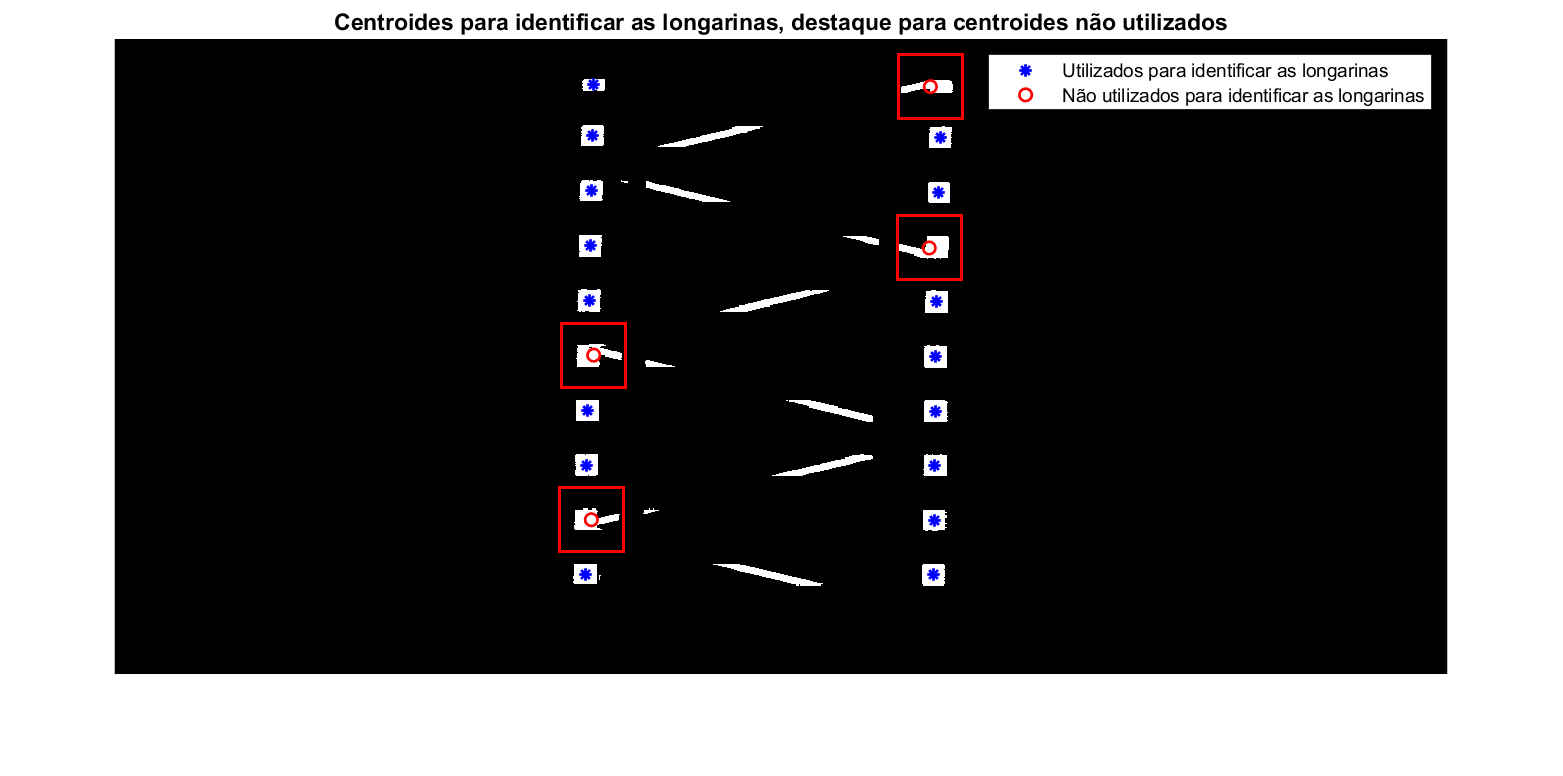 Centroides para identificar as longarinas, destaque para centroides não utilizados
Utilizados para identificar as longarinas
Não utilizados para identificar as longarinas